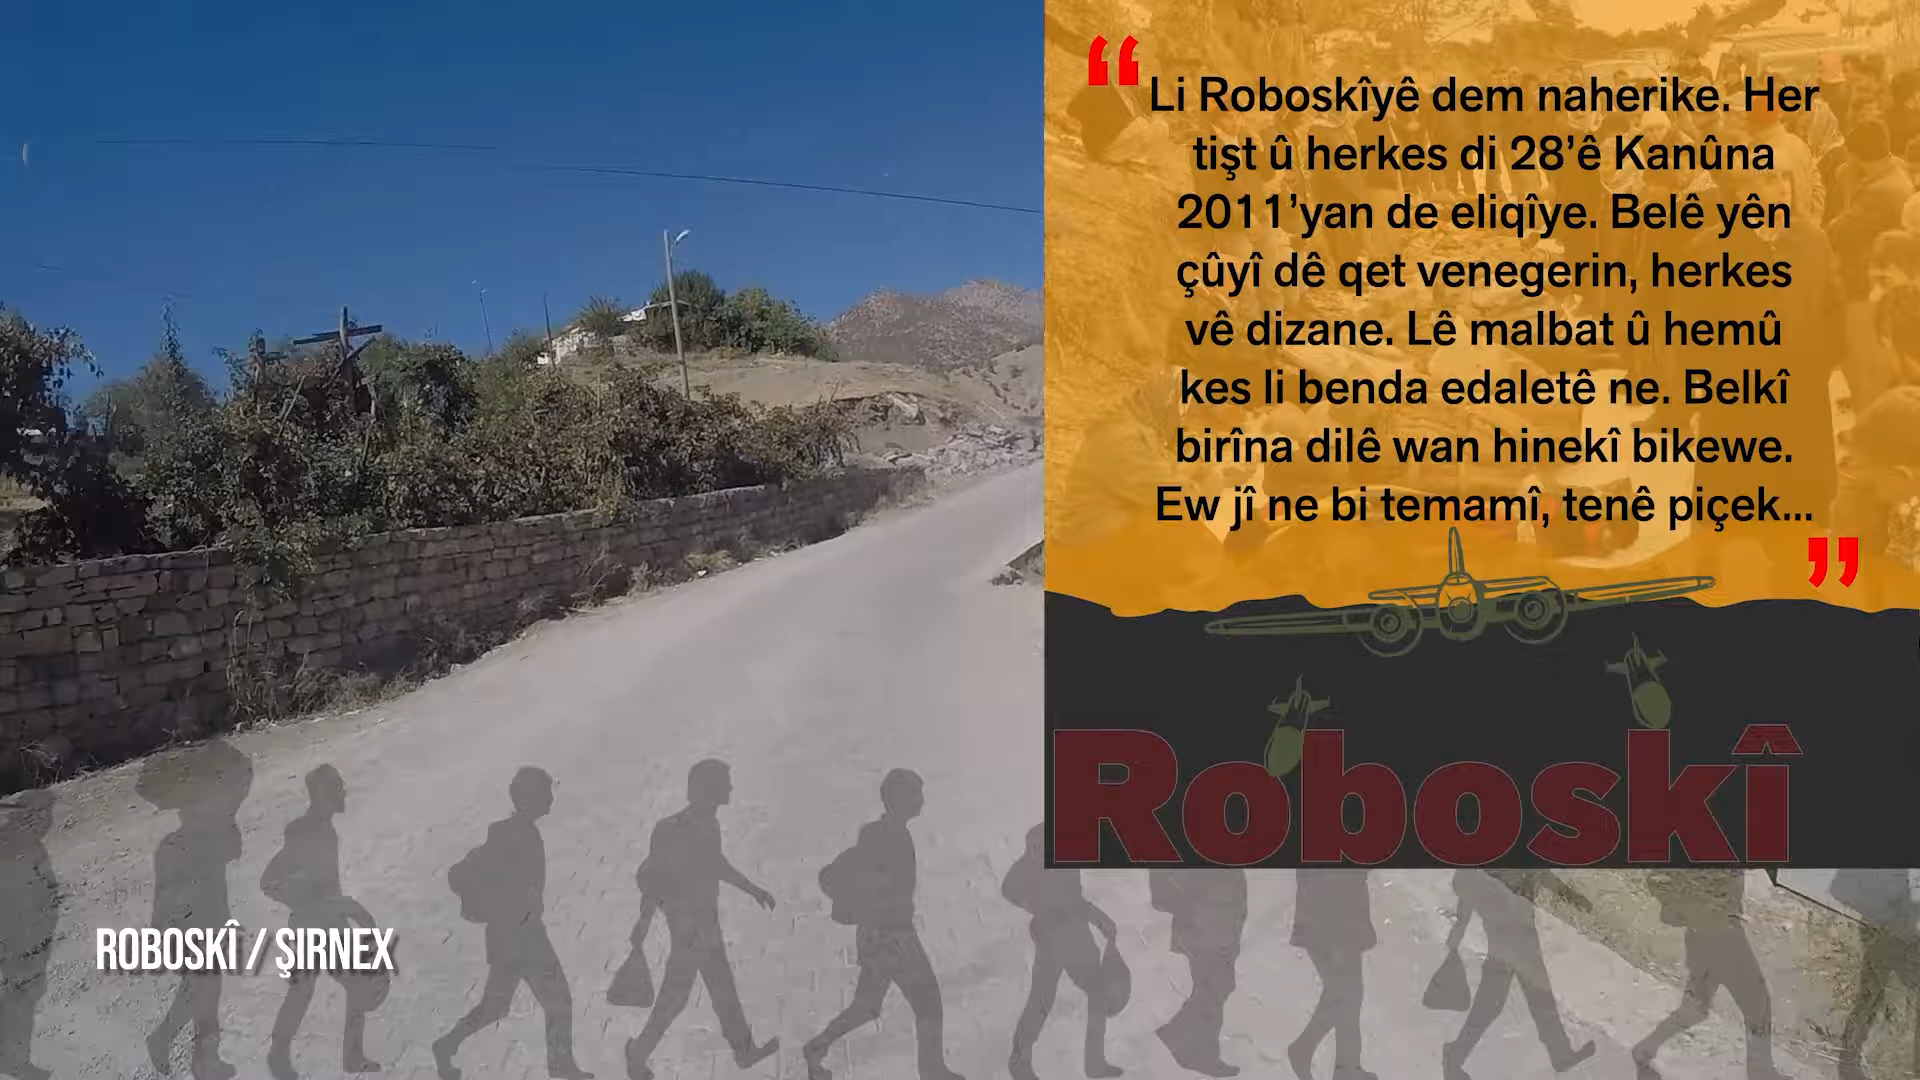 “Li Roboskîyê dem naherike. Her
tişt û herkes di 28’ê Kanûna
2011’yan de eliqîye. Belê yên
çûyî dê qet venegerin, herkes
vê dizane. Lê malbat û hemû
kes li benda edaletê ne. Belkî
birîna dilê wan hinekî bikewe.
Ew jî ne bi temamî, tenê piçek...”
Roboskî
ROBOSKÎ / ŞIRNEX